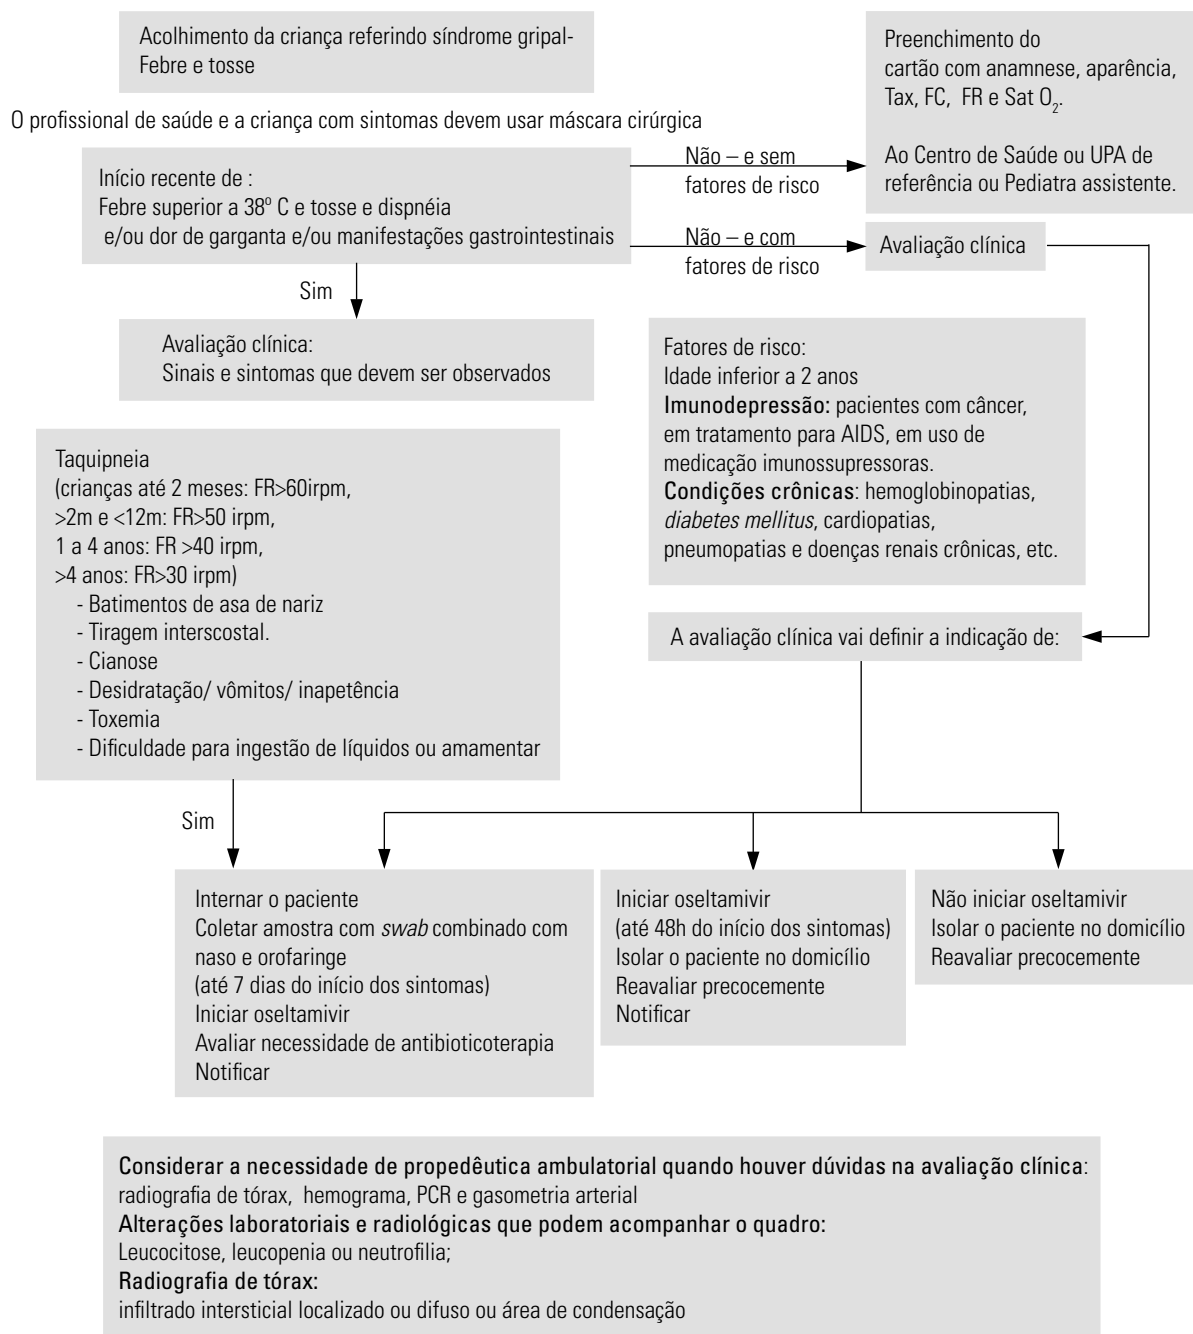 Acolhimento da criança referindo síndrome gripal-
Febre e tosse
Preenchimento do
cartão com anamnese, aparência,
Tax, FC, FR e Sat O₂.
Ao Centro de Saúde ou UPA de
referência ou Pediatra assistente.
O profissional de saúde e a criança com sintomas devem usar máscara cirúrgica
Início recente de :
Febre superior a 38º C e tosse e dispnéia
e/ou dor de garganta e/ou manifestações gastrointestinais
Não – e sem
fatores de risco
Não – e com
fatores de risco
Avaliação clínica
Sim
Avaliação clínica:
Sinais e sintomas que devem ser observados
Fatores de risco:
Idade inferior a 2 anos
Imunodepressão: pacientes com câncer,
em tratamento para AIDS, em uso de
medicação imunossupressoras.
Condições crônicas: hemoglobinopatias,
diabetes mellitus, cardiopatias,
pneumopatias e doenças renais crônicas, etc.
Taquipneia
(crianças até 2 meses: FR>60irpm,
>2m e <12m: FR>50 irpm,
1 a 4 anos: FR >40 irpm,
>4 anos: FR>30 irpm)
- Batimentos de asa de nariz
- Tiragem interscostal.
- Cianose
- Desidratação/ vômitos/ inapetência
- Toxemia
- Dificuldade para ingestão de líquidos ou amamentar
A avaliação clínica vai definir a indicação de:
Sim
Internar o paciente
Coletar amostra com swab combinado com
naso e orofaringe
(até 7 dias do início dos sintomas)
Iniciar oseltamivir
Avaliar necessidade de antibioticoterapia
Notificar
Iniciar oseltamivir
(até 48h do início dos sintomas)
Isolar o paciente no domicílio
Reavaliar precocemente
Notificar
Não iniciar oseltamivir
Isolar o paciente no domicílio
Reavaliar precocemente
Considerar a necessidade de propedêutica ambulatorial quando houver dúvidas na avaliação clínica:
radiografia de tórax, hemograma, PCR e gasometria arterial
Alterações laboratoriais e radiológicas que podem acompanhar o quadro:
Leucocitose, leucopenia ou neutrofilia;
Radiografia de tórax:
infiltrado intersticial localizado ou difuso ou área de condensação